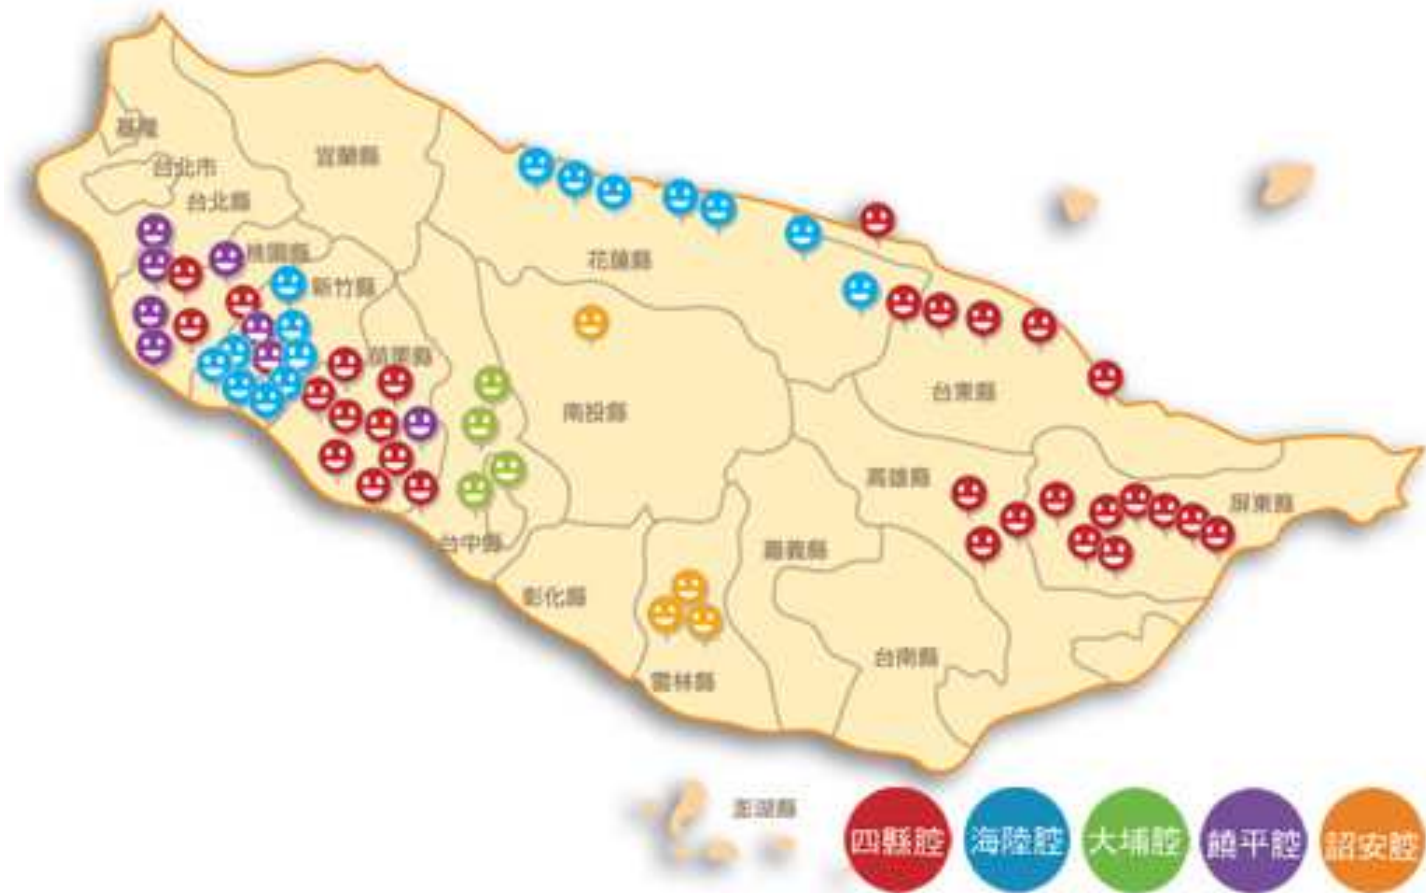 基隆
台北市
台北縣
宜蘭縣
桃園縣
新竹縣
苗栗縣
花蓮縣
南投縣
台東縣
高雄縣
屏東縣
台中縣
彰化縣
嘉義縣
雲林縣
台南縣
澎湖縣
四縣腔
海陸腔
大埔腔
饒平腔
詔安腔